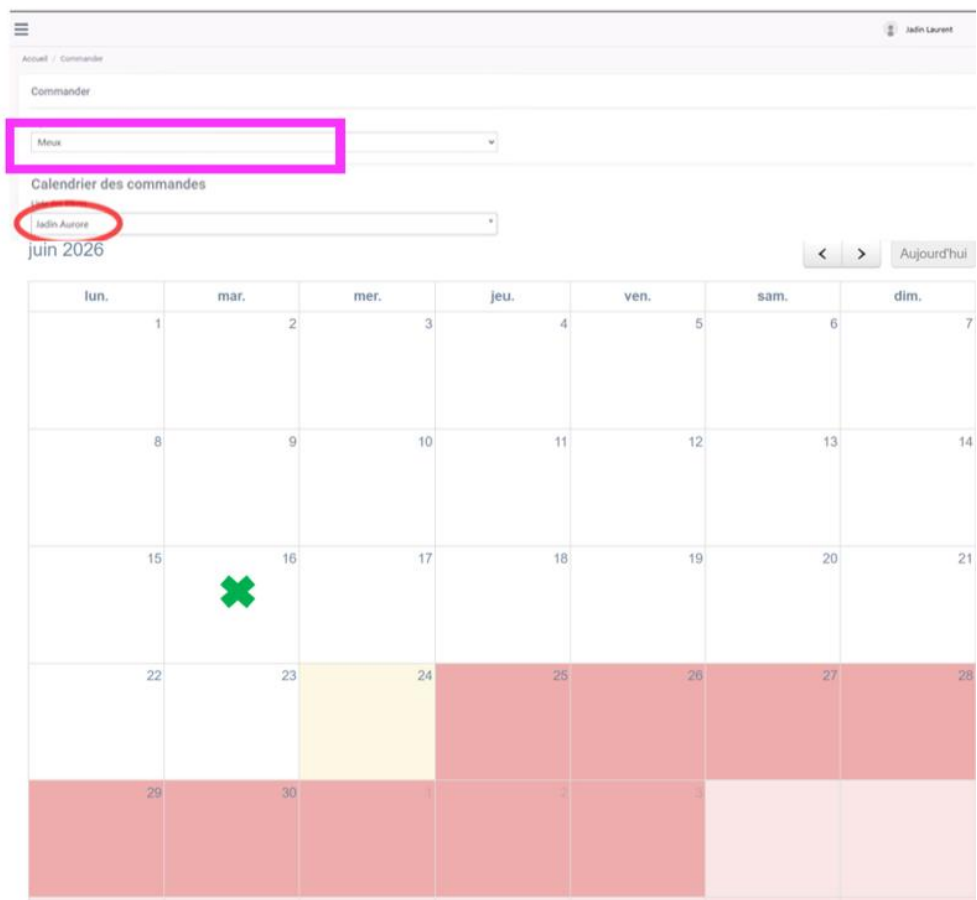 Jadin Laurent
Accueil / Commander
Commander
Meux
Calendrier des commandes
Jadin Aurore
juin 2026
Aujourd'hui
lun. mar. mer. jeu. ven. sam. dim.
1 2 3 4 5 6 7
8 9 10 11 12 13 14
15 16 17 18 19 20 21
22 23 24 25 26 27 28
29 30 1 2 3